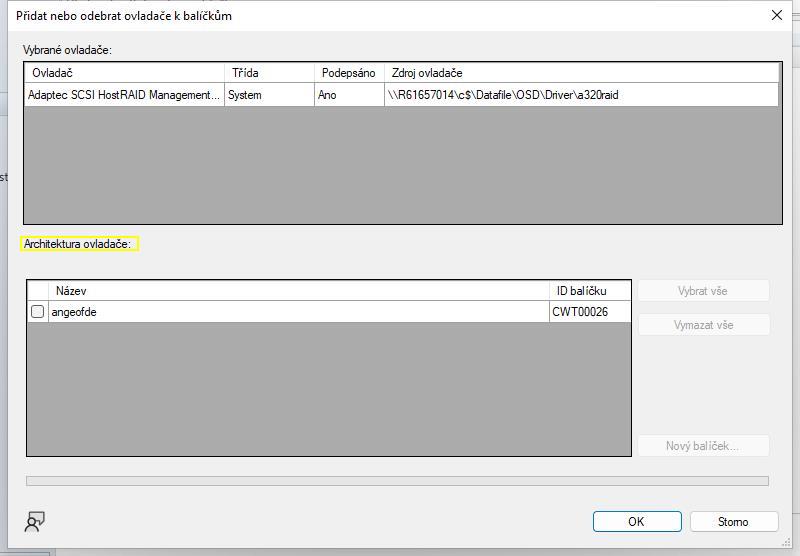 Přidat nebo odebrat ovladače k balíčkům
Vybrané ovladače:
Ovladač Třída Podepsáno Zdroj ovladače
Adaptec SCSI HostRAID Management... System Ano \\R61657014\c$\Datafile\OSD\Driver\a320raid
Architektura ovladače:
Název ID balíčku
angeofde CWT00026
Vybrat vše
Vymazat vše
Nový balíček...
OK Storno